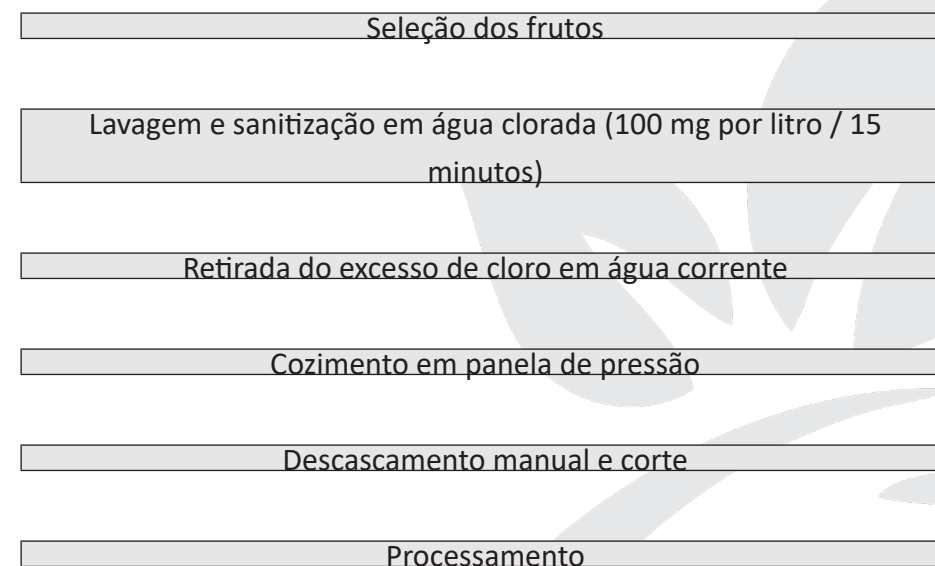 Seleção dos frutos
Lavagem e sanitização em água clorada (100 mg por litro / 15
minutos)
Retirada do excesso de cloro em água corrente
Cozimento em panela de pressão
Descascamento manual e corte
Processamento